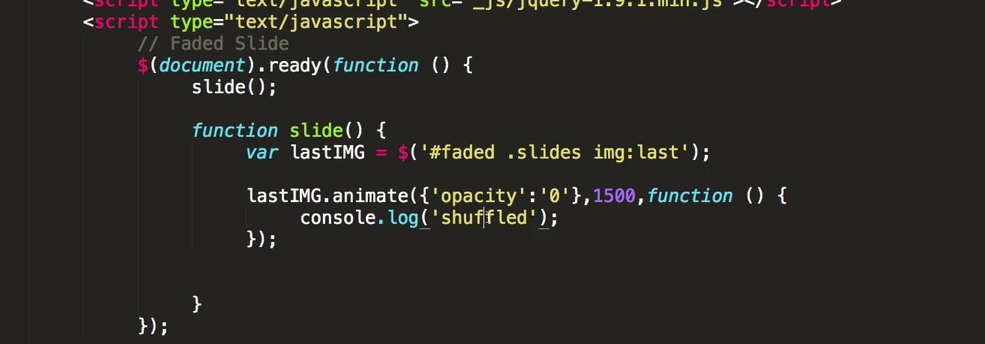 <script type="text/javascript" src="_js/jquery-1.9.1.min.js"></script>
<script type="text/javascript">
// Faded Slide
$(document).ready(function () {
slide();
function slide() {
var lastIMG = $('#faded .slides img:last');
lastIMG.animate({'opacity':'0'},1500,function () {
console.log('shuffled');
});
}
});